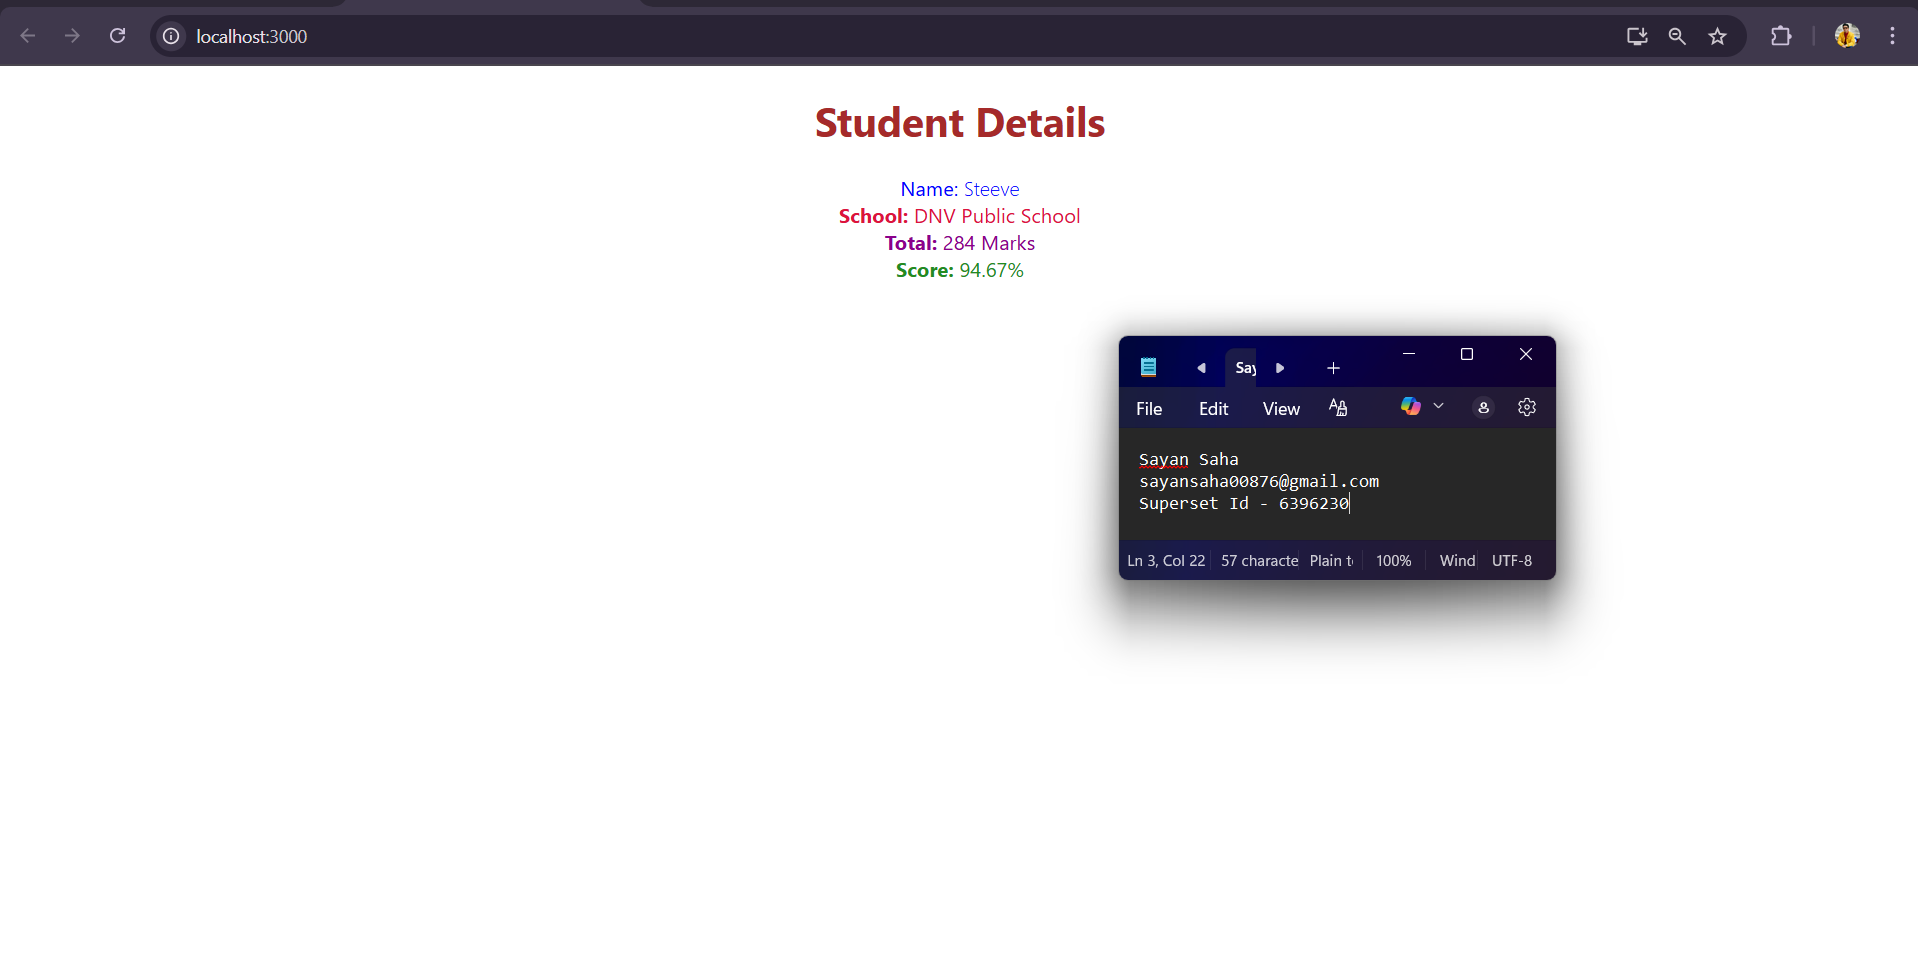 localhost:3000
Student Details
Name: Steeve
School: DNV Public School
Total: 284 Marks
Score: 94.67%
Say
File Edit View
Sayan Saha
sayansaha00876@gmail.com
Superset Id - 6396230
Ln 3, Col 22 57 characte Plain t 100% Wind UTF-8